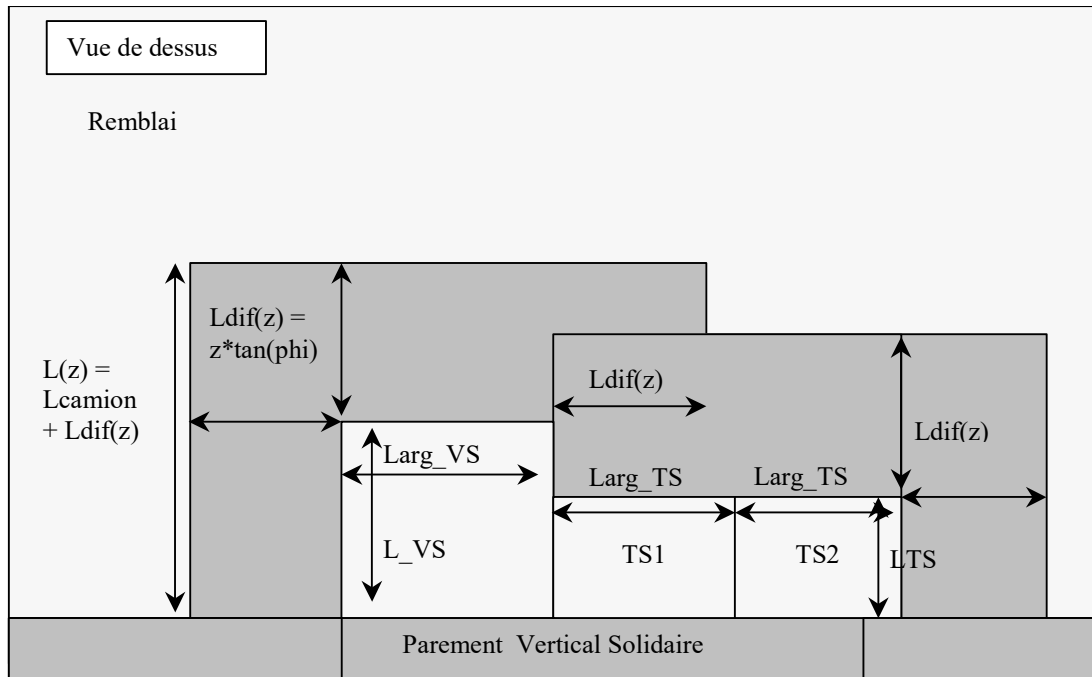 Vue de dessus
Remblai
Ldif(z) =
z*tan(phi)
L(z) =
Lcamion
+ Ldif(z)
Ldif(z)
Ldif(z)
Larg_VS
Larg_TS
Larg_TS
L_VS
TS1
TS2
LTS
Parement Vertical Solidaire